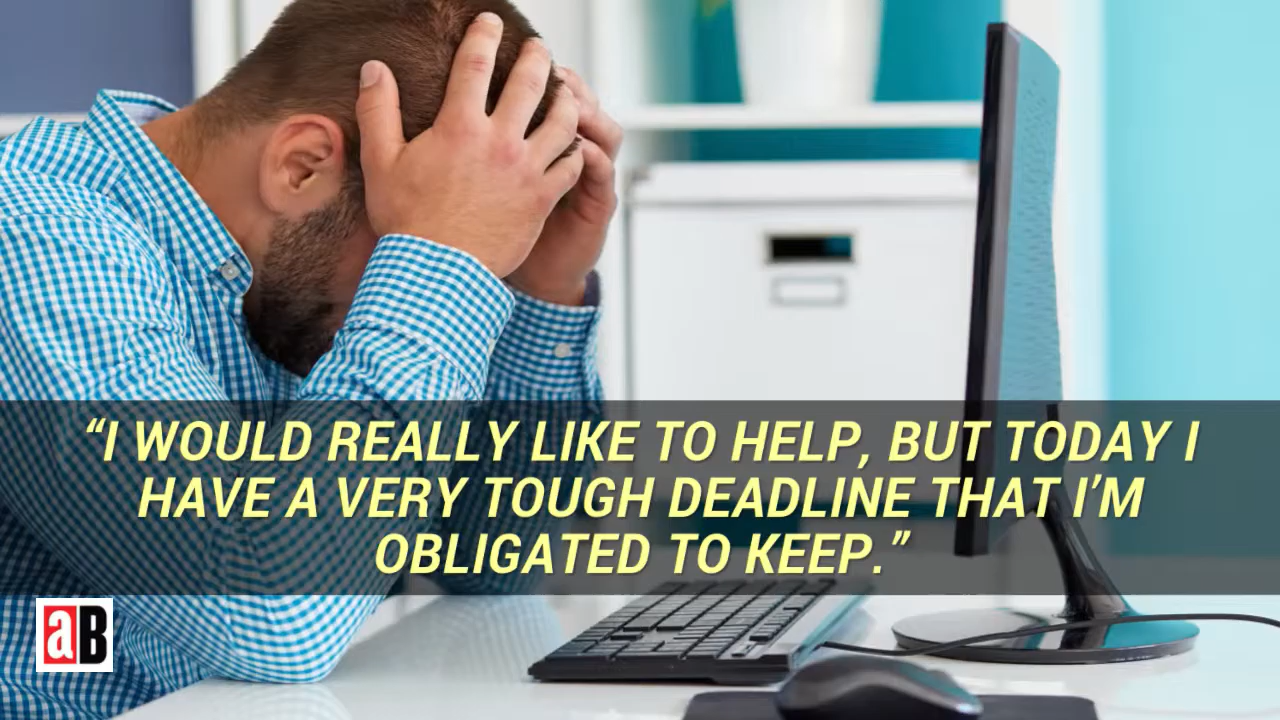 “I WOULD REALLY LIKE TO HELP, BUT TODAY I
HAVE A VERY TOUGH DEADLINE THAT I’M
OBLIGATED TO KEEP.”
aB